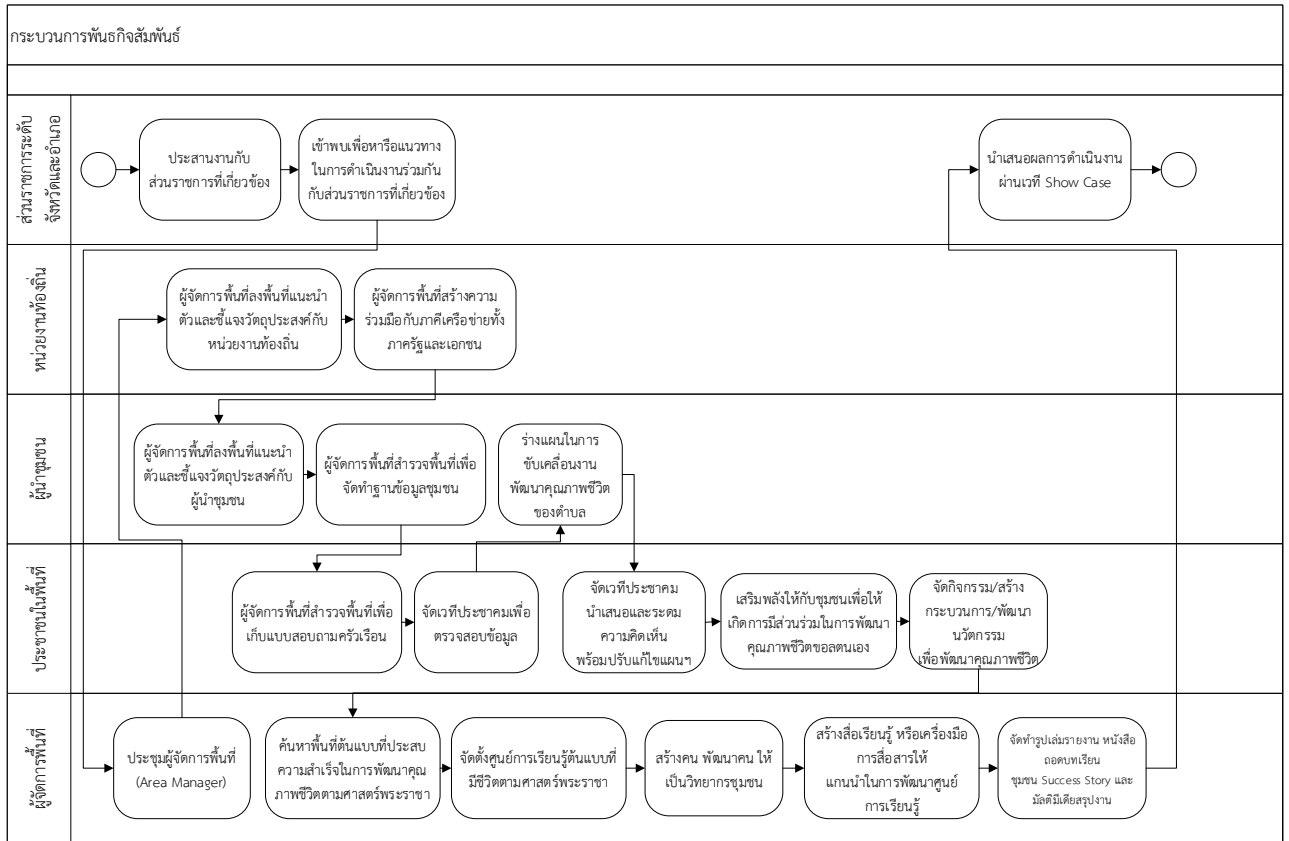 กระบวนการพันธกิจสัมพันธ์
ส่วนราชการระดับ
จังหวัดและอำเภอ
ประสานงานกับ
ส่วนราชการที่เกี่ยวข้อง
เข้าพบเพื่อหารือแนวทาง
ในการดำเนินงานร่วมกัน
กับส่วนราชการที่เกี่ยวข้อง
นำเสนอผลการดำเนินงาน
ผ่านเวที Show Case
หน่วยงานท้องถิ่น
ผู้จัดการพื้นที่ลงพื้นที่แนะนำ
ตัวและชี้แจงวัตถุประสงค์กับ
หน่วยงานท้องถิ่น
ผู้จัดการพื้นที่สร้างความ
ร่วมมือกับภาคีเครือข่ายทั้ง
ภาครัฐและเอกชน
ผู้นำชุมชน
ผู้จัดการพื้นที่ลงพื้นที่แนะนำ
ตัวและชี้แจงวัตถุประสงค์กับ
ผู้นำชุมชน
ผู้จัดการพื้นที่สำรวจพื้นที่เพื่อ
จัดทำฐานข้อมูลชุมชน
ร่างแผนในการ
ขับเคลื่อนงาน
พัฒนาคุณภาพชีวิต
ของตำบล
ประชาชนในพื้นที่
ผู้จัดการพื้นที่สำรวจพื้นที่เพื่อ
เก็บแบบสอบถามครัวเรือน
จัดเวทีประชาคมเพื่อ
ตรวจสอบข้อมูล
จัดเวทีประชาคม
นำเสนอและระดม
ความคิดเห็น
พร้อมปรับแก้ไขแผนฯ
เสริมพลังให้กับชุมชนเพื่อให้
เกิดการมีส่วนร่วมในการพัฒนา
คุณภาพชีวิตขอลตนเอง
จัดกิจกรรม/สร้าง
กระบวนการ/พัฒนา
นวัตกรรม
เพื่อพัฒนาคุณภาพชีวิต
ผู้จัดการพื้นที่
ประชุมผู้จัดการพื้นที่
(Area Manager)
ค้นหาพื้นที่ต้นแบบที่ประสบ
ความสำเร็จในการพัฒนาคุณ
ภาพชีวิตตามศาสตร์พระราชา
จัดตั้งศูนย์การเรียนรู้ต้นแบบที่
มีชีวิตตามศาสตร์พระราชา
สร้างคน พัฒนาคน ให้
เป็นวิทยากรชุมชน
สร้างสื่อเรียนรู้ หรือเครื่องมือ
การสื่อสารให้
แกนนำในการพัฒนาศูนย์
การเรียนรู้
จัดทำรูปเล่มรายงาน หนังสือ
ถอดบทเรียน
ชุมชน Success Story และ
มัลติมีเดียสรุปงาน